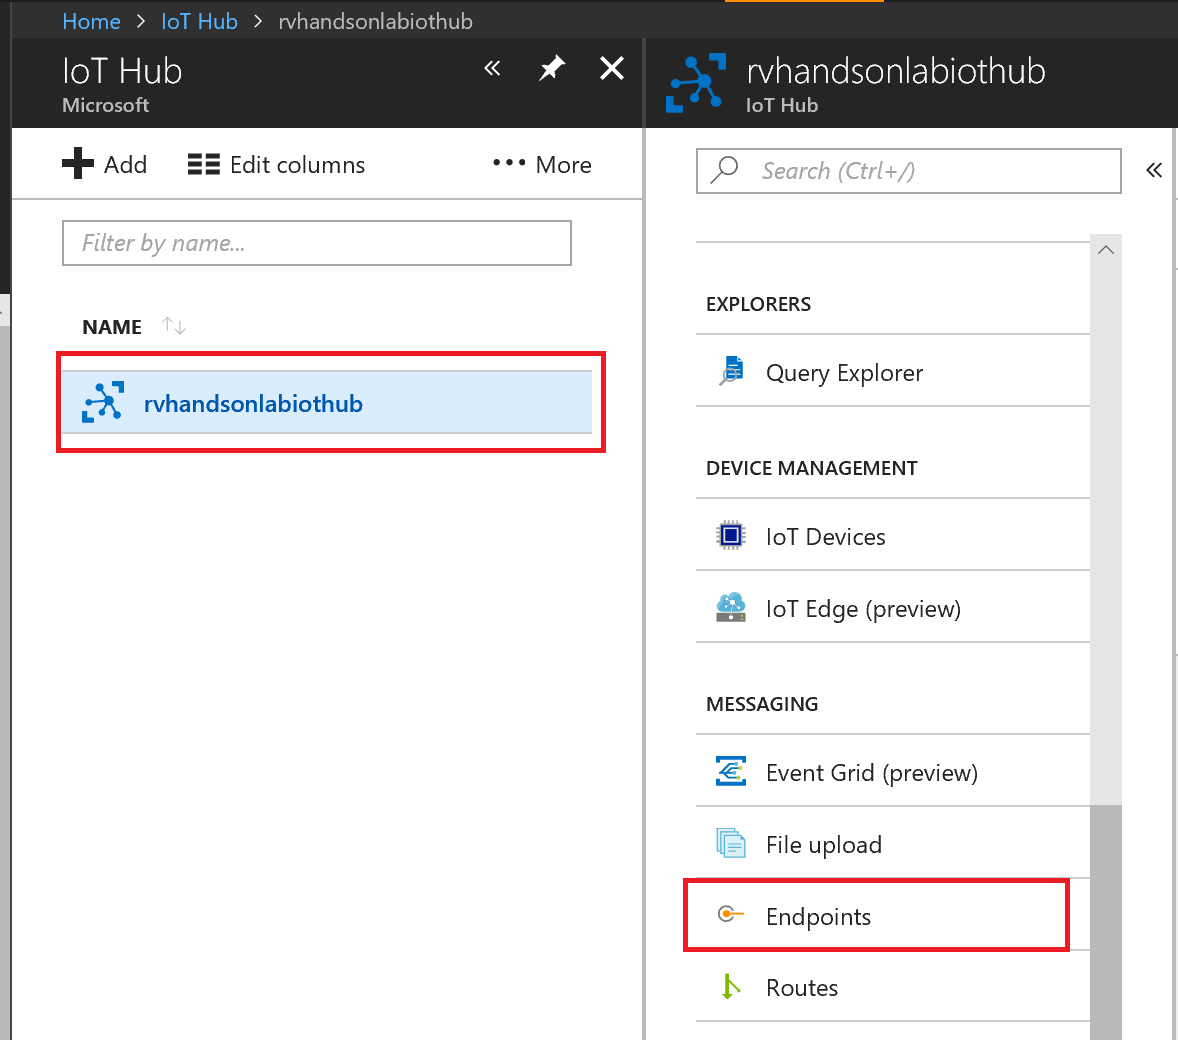 Home > IoT Hub > rvhandsonlabiothub
IoT Hub
Microsoft
Add Edit columns ••• More
Filter by name...
NAME
rvhandsonlabiothub
rvhandsonlabiothub
IoT Hub
Search (Ctrl+/)
EXPLORERS
Query Explorer
DEVICE MANAGEMENT
IoT Devices
IoT Edge (preview)
MESSAGING
Event Grid (preview)
File upload
Endpoints
Routes